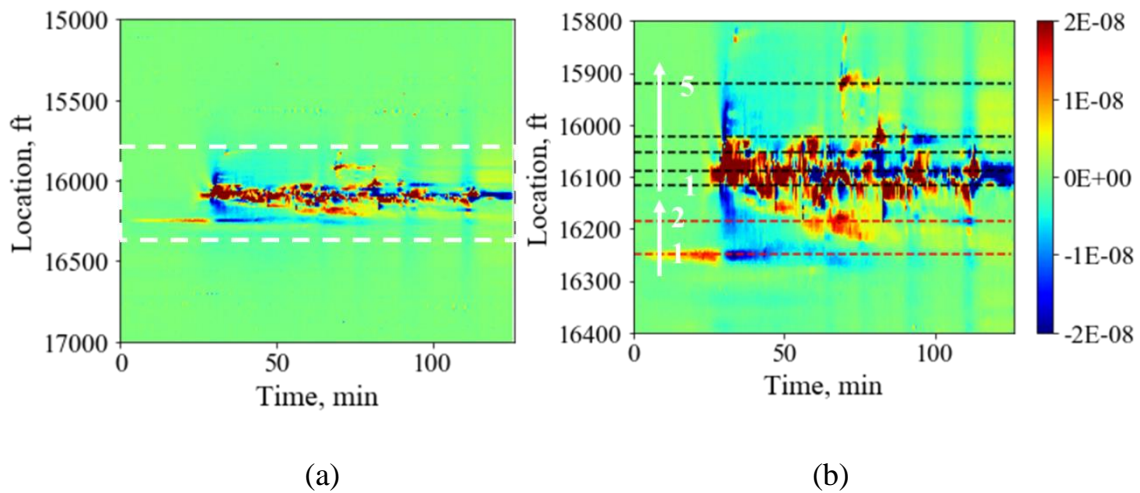 15000
15500
16000
16500
17000
Location, ft
0
50
100
Time, min
(a)
15800
15900
16000
16100
16200
16300
16400
Location, ft
5
1
2
1
0
50
100
Time, min
(b)
2E-08
1E-08
0E+00
-1E-08
-2E-08